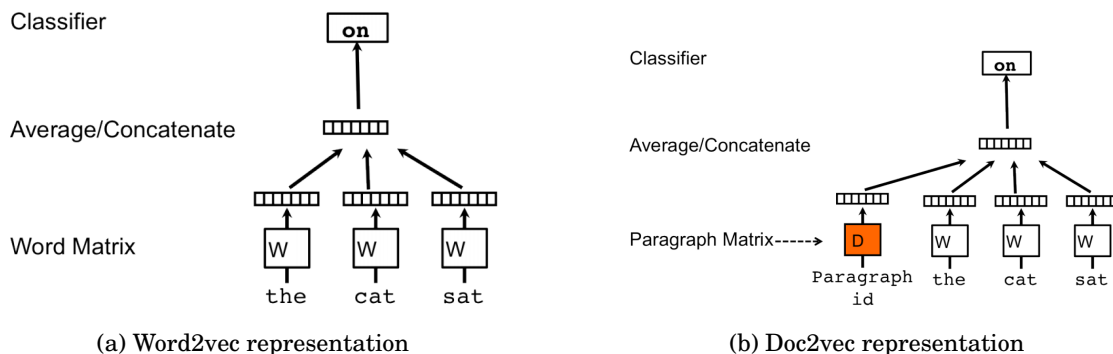 Classifier
on
Average/Concatenate
Word Matrix
W W W
the cat sat
(a) Word2vec representation
Classifier
on
Average/Concatenate
Paragraph Matrix
D W W W
Paragraph id the cat sat
(b) Doc2vec representation